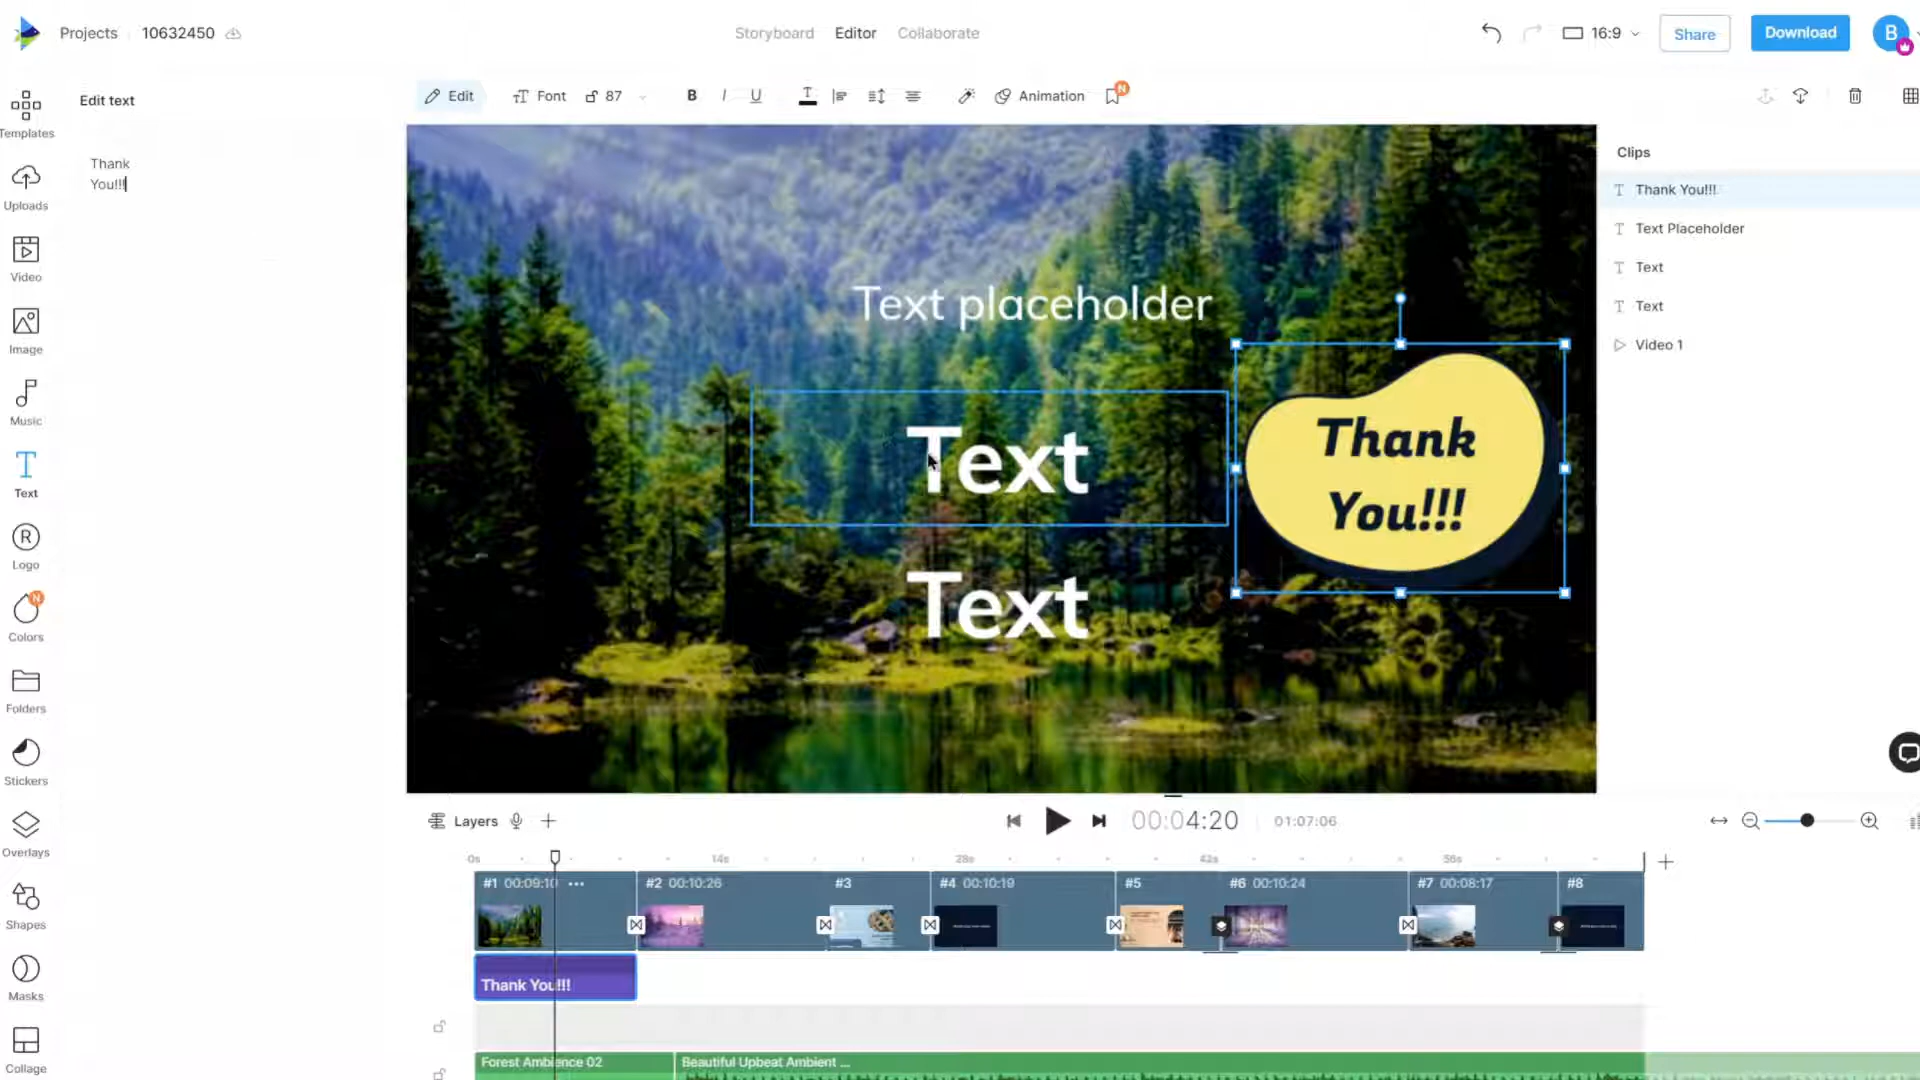 Projects 10632450 Storyboard Editor Collaborate 16:9 Share Download B
Edit text
Edit Font 87 B I U Animation N
Templates
Uploads
Video
Image
Music
Text
Logo
R
Colors
N
Folders
Stickers
Overlays
Shapes
Masks
Collage
Thank
You!!!
Text placeholder
Text
Text
Thank
You!!!
Clips
Thank You!!!
Text Placeholder
Text
Text
Video 1
Layers 00:04:20 01:07:06
0s 14s 28s 42s 56s
#1 00:09:10 #2 00:10:26 #3 #4 00:10:19 #5 #6 00:10:24 #7 00:08:17 #8
Thank You!!!
Forest Ambience 02 Beautiful Upbeat Ambient ...